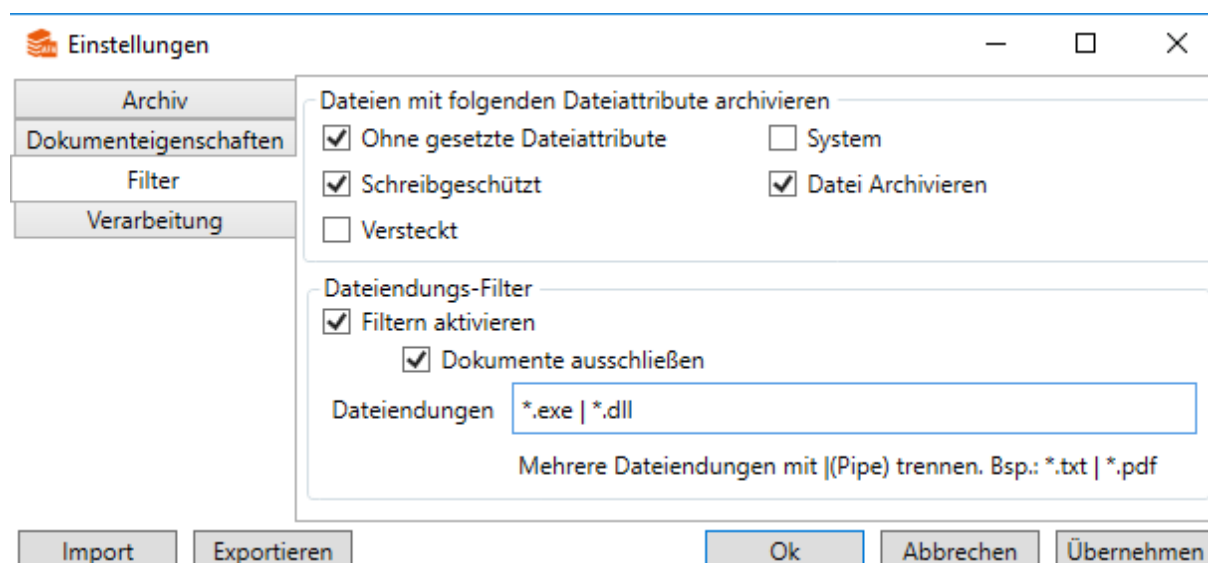 Einstellungen
Archiv
Dokumenteigenschaften
Filter
Verarbeitung
Dateien mit folgenden Dateiattribute archivieren
Ohne gesetzte Dateiattribute
System
Schreibgeschützt
Datei Archivieren
Versteckt
Dateiendungs-Filter
Filtern aktivieren
Dokumente ausschließen
Dateiendungen *.exe | *.dll
Mehrere Dateiendungen mit |(Pipe) trennen. Bsp.: *.txt | *.pdf
Import Exportieren Ok Abbrechen Übernehmen